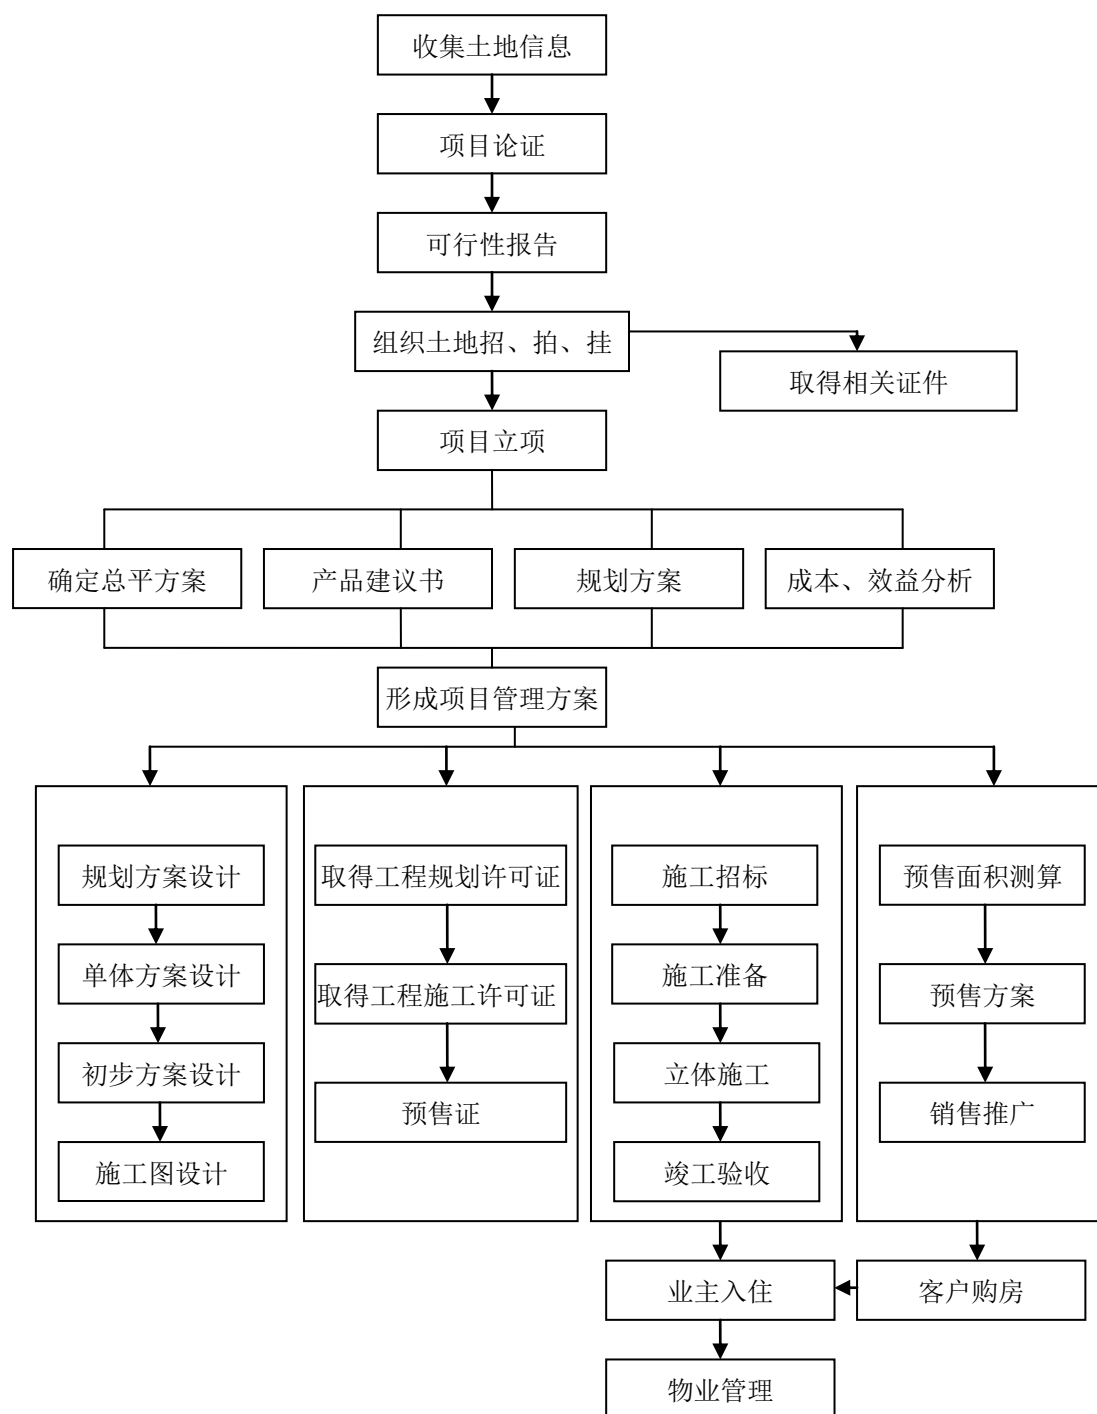 收集土地信息
项目论证
可行性报告
组织土地招、拍、挂
取得相关证件
项目立项
确定总平方案
产品建议书
规划方案
成本、效益分析
形成项目管理方案
规划方案设计
单体方案设计
初步方案设计
施工图设计
取得工程规划许可证
取得工程施工许可证
预售证
施工招标
施工准备
立体施工
竣工验收
预售面积测算
预售方案
销售推广
业主入住
客户购房
物业管理